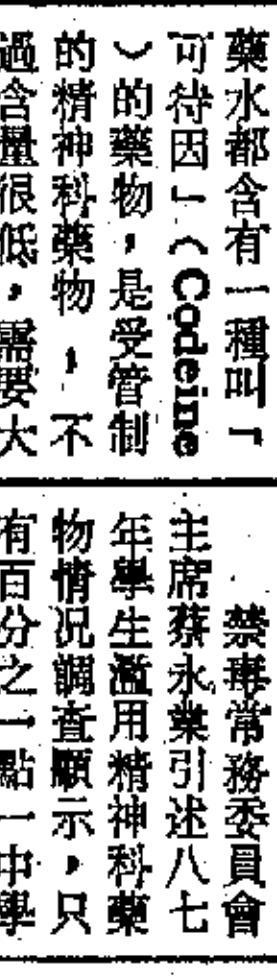 藥水都含有一種叫「
可待因」（Codeine
）的藥物，是受管制
的精神科藥物，不
過含量很低，需要大
禁毒常務委員會
主席蔡永業引述八七
年學生濫用精神科藥
物情況調查顯示，只
有百分之一點一中學